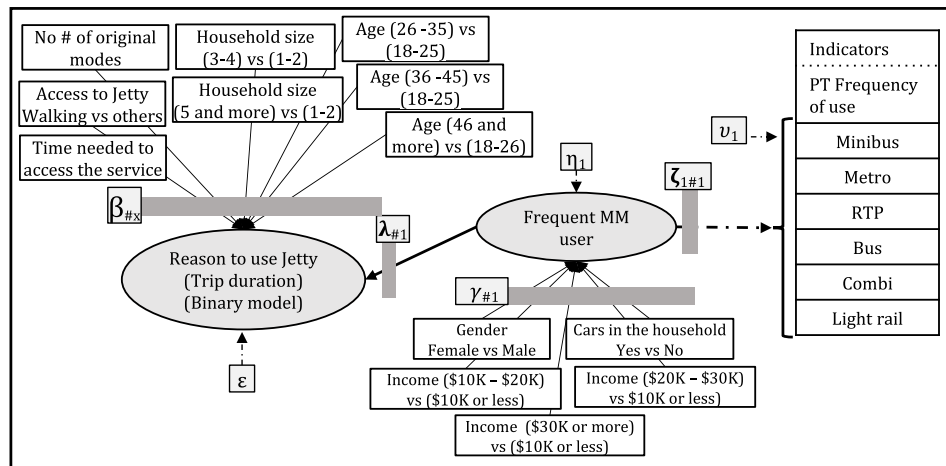 No # of original
modes
Household size
(3-4) vs (1-2)
Age (26 -35) vs
(18-25)
Access to Jetty
Walking vs others
Household size
(5 and more) vs (1-2)
Age (36 -45) vs
(18-25)
Time needed to
access the service
Age (46 and
more) vs (18-26)
β#x
λ#1
Reason to use Jetty
(Trip duration)
(Binary model)
ε
η1
Frequent MM
user
ζ1#1
γ#1
Gender
Female vs Male
Cars in the household
Yes vs No
Income ($10K – $20K)
vs ($10K or less)
Income ($20K – $30K)
vs $10K or less)
Income ($30K or more)
vs ($10K or less)
υ1
Indicators
PT Frequency
of use
Minibus
Metro
RTP
Bus
Combi
Light rail